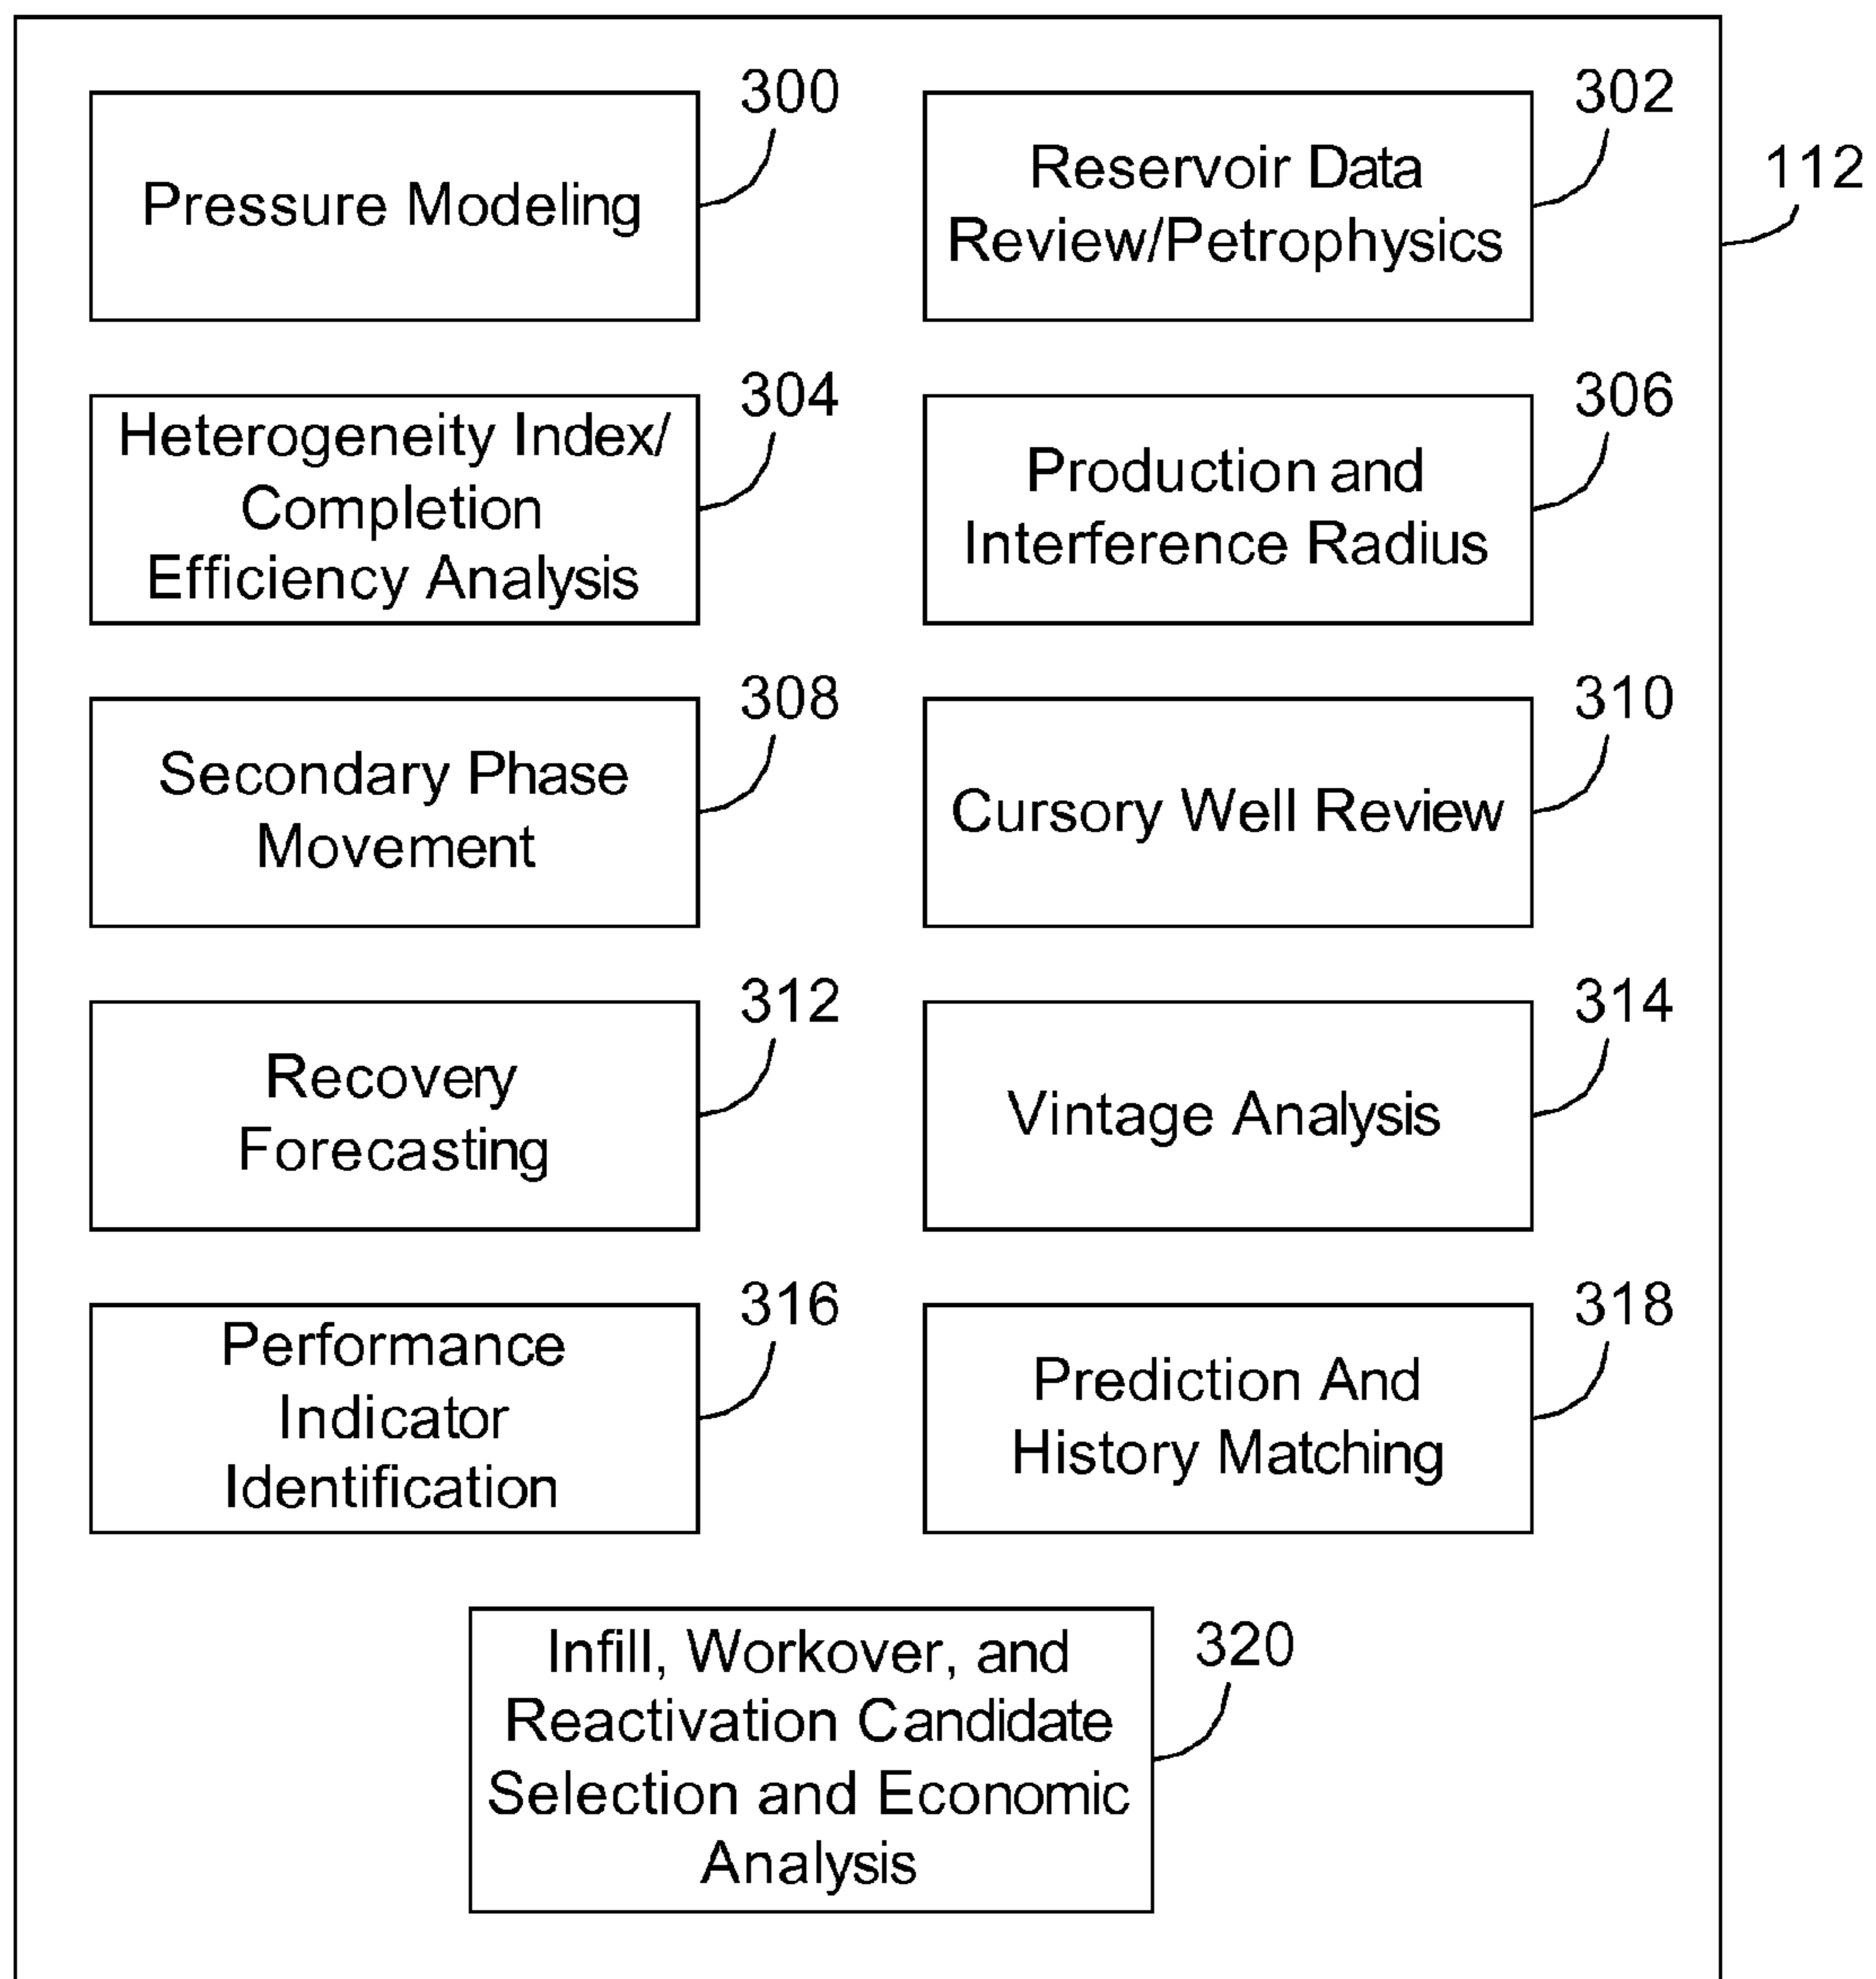 300
Pressure Modeling
302
Reservoir Data
Review/Petrophysics
112
304
Heterogeneity Index/
Completion
Efficiency Analysis
306
Production and
Interference Radius
308
Secondary Phase
Movement
310
Cursory Well Review
312
Recovery
Forecasting
314
Vintage Analysis
316
Performance
Indicator
Identification
318
Prediction And
History Matching
320
Infill, Workover, and
Reactivation Candidate
Selection and Economic
Analysis